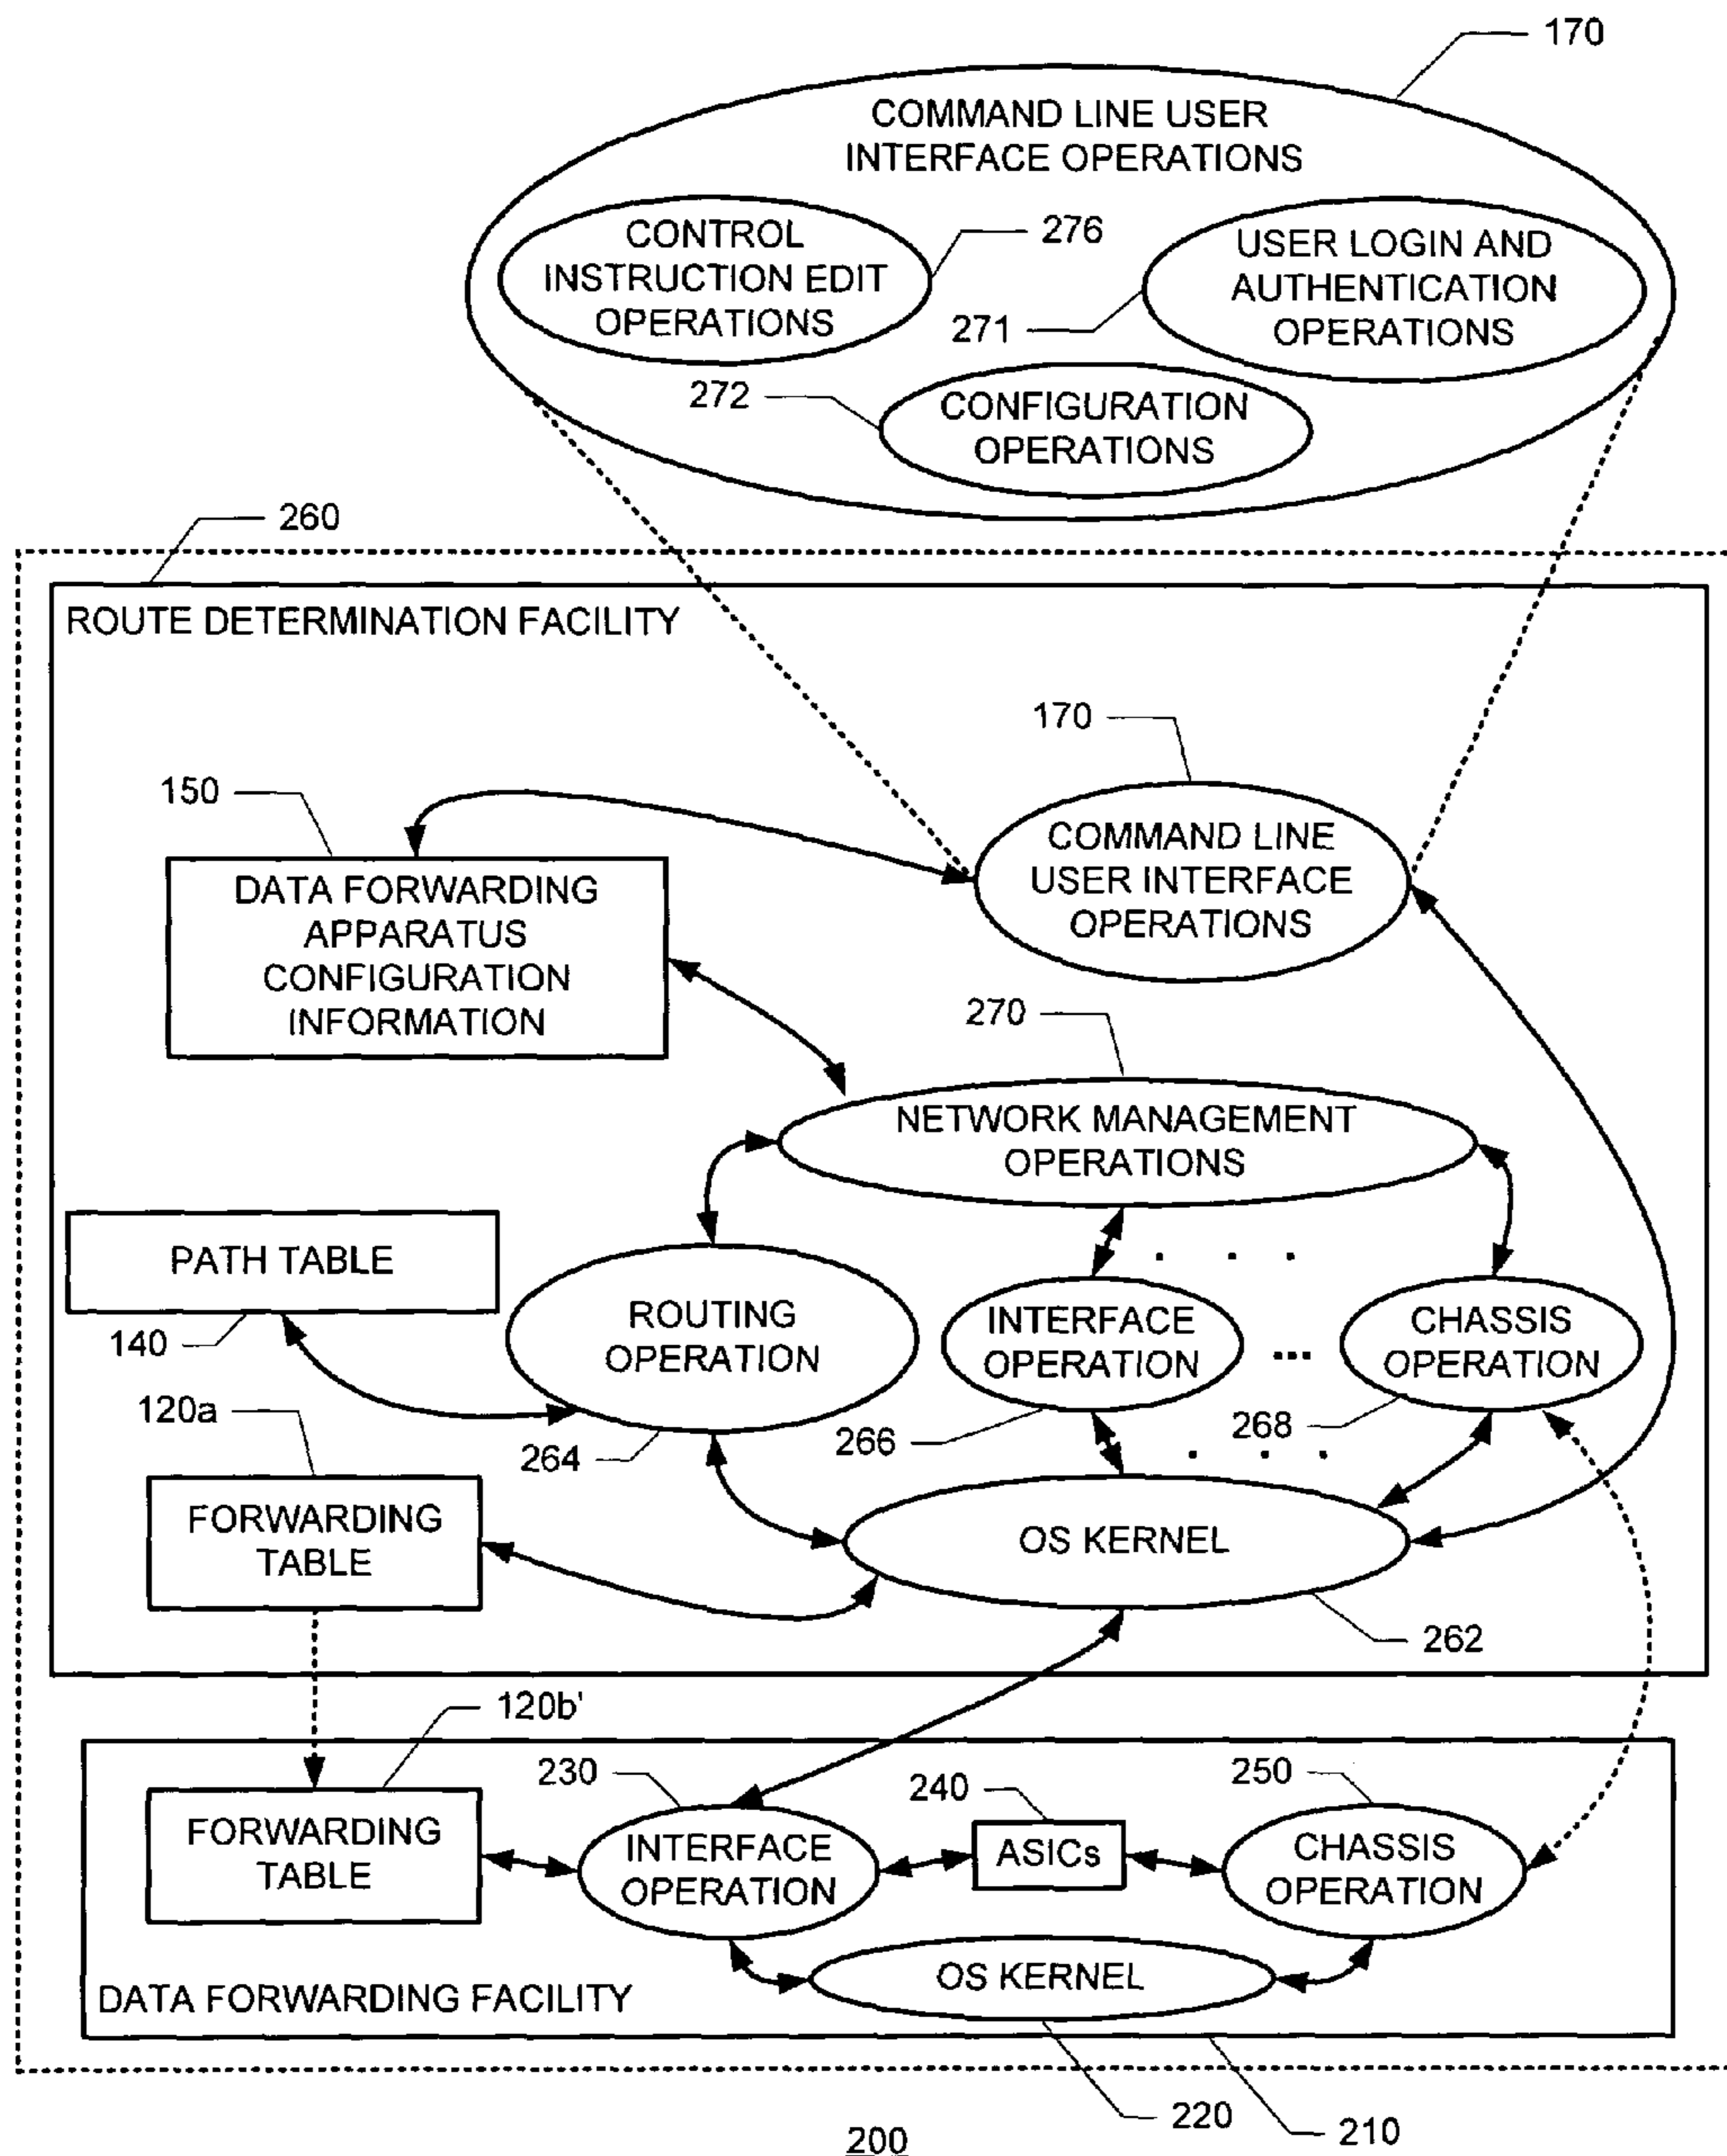 170
COMMAND LINE USER
INTERFACE OPERATIONS
CONTROL
INSTRUCTION EDIT
OPERATIONS
276
USER LOGIN AND
AUTHENTICATION
OPERATIONS
271
272
CONFIGURATION
OPERATIONS
260
ROUTE DETERMINATION FACILITY
170
150
COMMAND LINE
USER INTERFACE
OPERATIONS
DATA FORWARDING
APPARATUS
CONFIGURATION
INFORMATION
270
NETWORK MANAGEMENT
OPERATIONS
. . .
PATH TABLE
140
ROUTING
OPERATION
264
INTERFACE
OPERATION
266
...
CHASSIS
OPERATION
268
. . .
120a
FORWARDING
TABLE
OS KERNEL
262
120b'
FORWARDING
TABLE
230
INTERFACE
OPERATION
240
ASICs
250
CHASSIS
OPERATION
OS KERNEL
DATA FORWARDING FACILITY
220
210
200